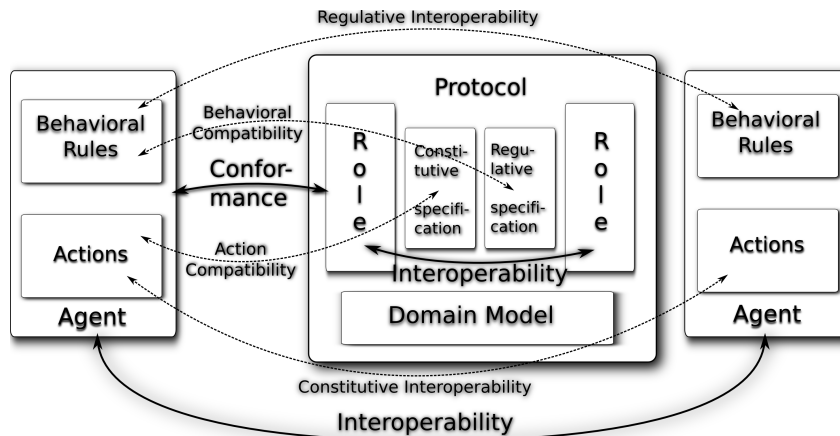 Regulative Interoperability
Behavioral
Rules
Actions
Agent
Behavioral
Compatibility
Confor-
mance
Action
Compatibility
Protocol
R
o
l
e
Consti-
tutive
specifi-
cation
Regu-
lative
specifi-
cation
R
o
l
e
Interoperability
Domain Model
Behavioral
Rules
Actions
Agent
Constitutive Interoperability
Interoperability